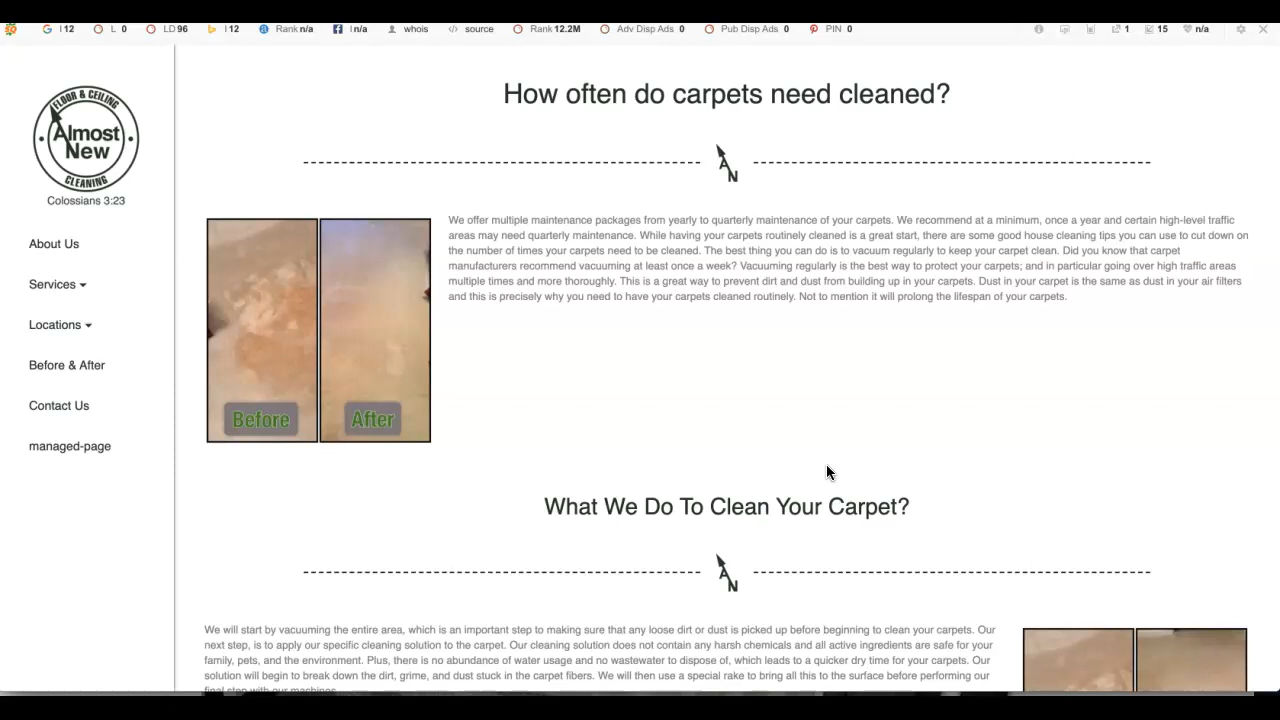 I 12 L 0 LD 96 I 12 Rank n/a I n/a whois source Rank 12.2M Adv Disp Ads 0 Pub Disp Ads 0 PIN 0 1 15 n/a
FLOOR & CEILING
Almost
New
CLEANING
Colossians 3:23
About Us
Services
Locations
Before & After
Contact Us
managed-page
How often do carpets need cleaned?
A
N
We offer multiple maintenance packages from yearly to quarterly maintenance of your carpets. We recommend at a minimum, once a year and certain high-level traffic
areas may need quarterly maintenance. While having your carpets routinely cleaned is a great start, there are some good house cleaning tips you can use to cut down on
the number of times your carpets need to be cleaned. The best thing you can do is to vacuum regularly to keep your carpet clean. Did you know that carpet
manufacturers recommend vacuuming at least once a week? Vacuuming regularly is the best way to protect your carpets; and in particular going over high traffic areas
multiple times and more thoroughly. This is a great way to prevent dirt and dust from building up in your carpets. Dust in your carpet is the same as dust in your air filters
and this is precisely why you need to have your carpets cleaned routinely. Not to mention it will prolong the lifespan of your carpets.
Before After
What We Do To Clean Your Carpet?
A
N
We will start by vacuuming the entire area, which is an important step to making sure that any loose dirt or dust is picked up before beginning to clean your carpets. Our
next step, is to apply our specific cleaning solution to the carpet. Our cleaning solution does not contain any harsh chemicals and all active ingredients are safe for your
family, pets, and the environment. Plus, there is no abundance of water usage and no wastewater to dispose of, which leads to a quicker dry time for your carpets. Our
solution will begin to break down the dirt, grime, and dust stuck in the carpet fibers. We will then use a special rake to bring all this to the surface before performing our
final step with our machines.